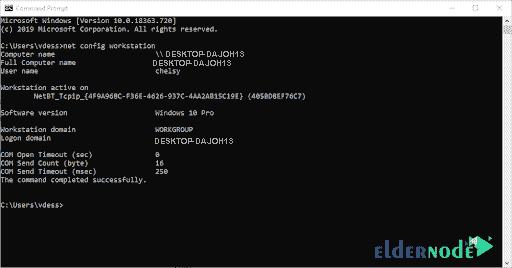 Command Prompt
Microsoft Windows [Version 10.0.18363.720]
(c) 2019 Microsoft Corporation. All rights reserved.
C:\Users\vdess>net config workstation
Computer name \\ DESKTOP-DAJOH13
Full Computer name DESKTOP-DAJOH13
User name chelsy
Workstation active on
NetBT_Tcpip_{4F9A96BC-F36E-4626-937C-4AA2AB15C19E} (405BD8EF76C7)
Software version Windows 10 Pro
Workstation domain WORKGROUP
Logon domain DESKTOP-DAJOH13
COM Open Timeout (sec) 0
COM Send Count (byte) 16
COM Send Timeout (msec) 250
The command completed successfully.
C:\Users\vdess>
eldernode